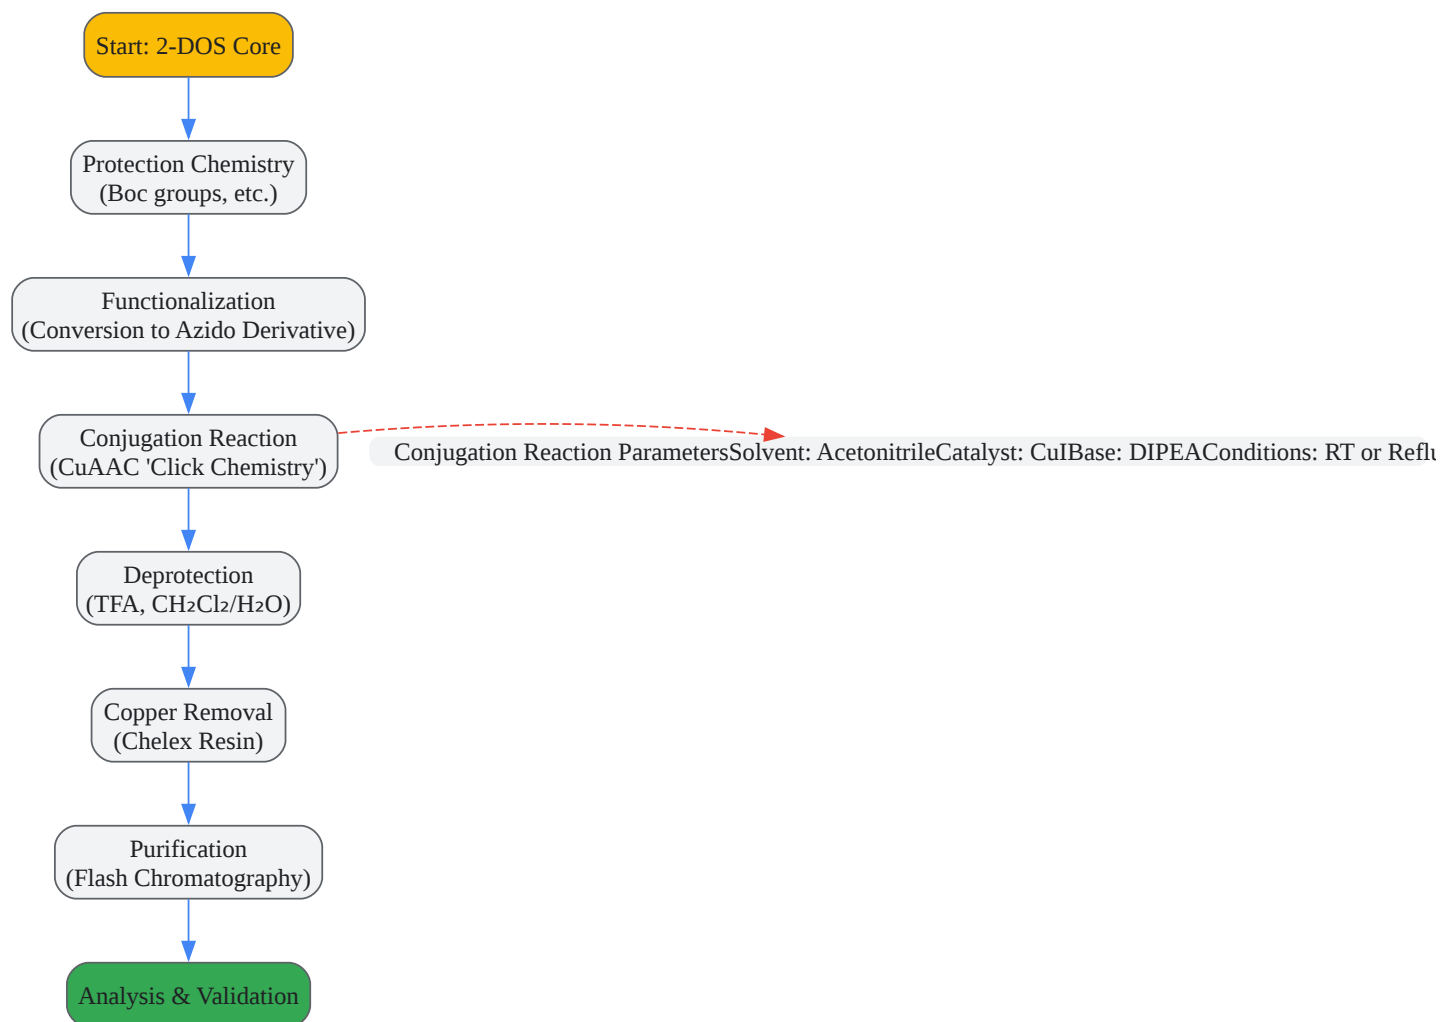 Start: 2-DOS Core
Protection Chemistry
(Boc groups, etc.)
Functionalization
(Conversion to Azido Derivative)
Conjugation Reaction
(CuAAC 'Click Chemistry')
Conjugation Reaction ParametersSolvent: AcetonitrileCatalyst: CuIBase: DIPEAConditions: RT or Reflu
Deprotection
(TFA, CH₂Cl₂/H₂O)
Copper Removal
(Chelex Resin)
Purification
(Flash Chromatography)
Analysis & Validation